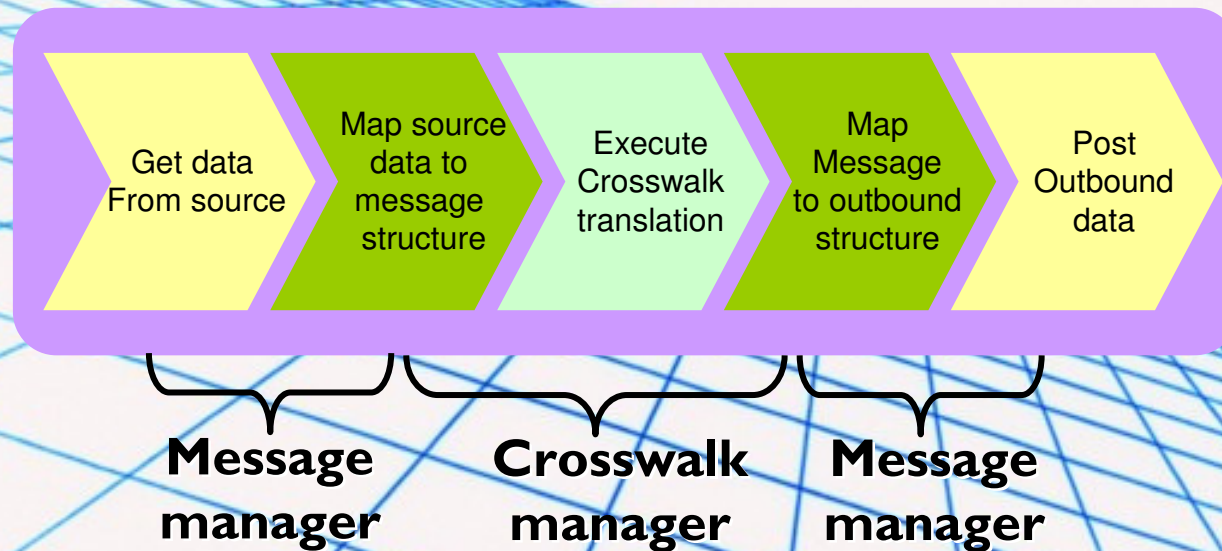 Get data
From source
Map source
data to
message
structure
Execute
Crosswalk
translation
Map
Message
to outbound
structure
Post
Outbound
data
Message
manager
Crosswalk
manager
Message
manager